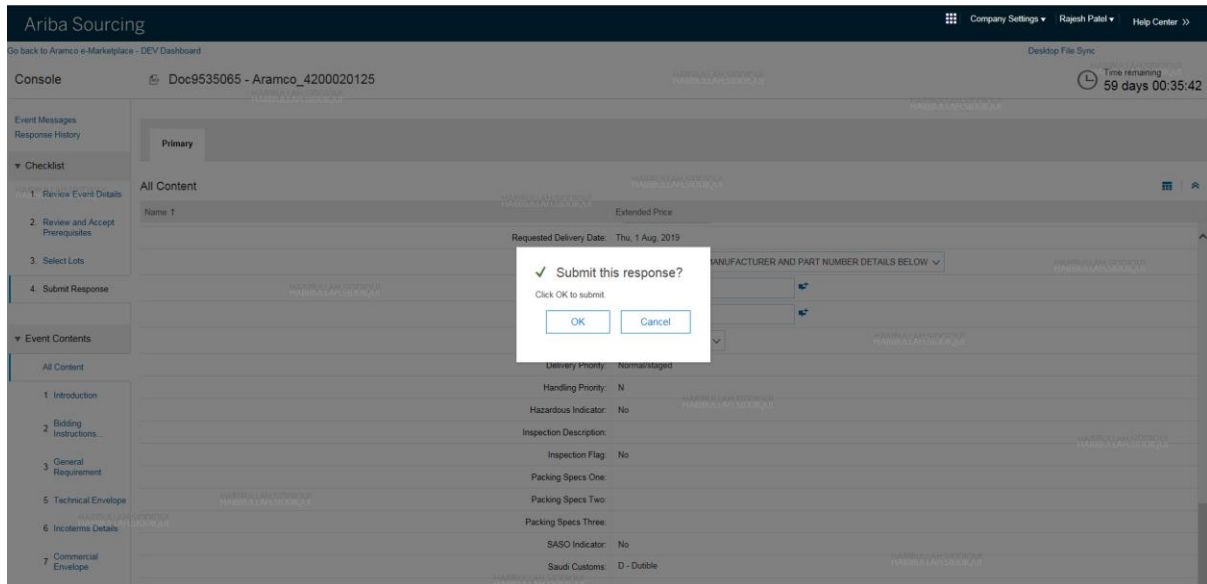 Ariba Sourcing
Company Settings ▾ Rajesh Patel ▾ Help Center >>
Go back to Aramco e-Marketplace - DEV Dashboard
Desktop File Sync
Console
Doc9535065 - Aramco_4200020125
Time remaining
59 days 00:35:42
Event Messages
Response History
Primary
▾ Checklist
1. Review Event Details
2. Review and Accept
Prerequisites
3. Select Lots
4. Submit Response
▾ Event Contents
All Content
1 Introduction
2 Bidding
Instructions...
3 General
Requirement
5 Technical Envelope
6 Incoterms Details
7 Commercial
Envelope
All Content
Name ↑
Extended Price
Requested Delivery Date: Thu, 1 Aug, 2019
MANUFACTURER AND PART NUMBER DETAILS BELOW
✓ Submit this response?
Click OK to submit.
OK
Cancel
Delivery Priority: Normal/staged
Handling Priority: N
Hazardous Indicator: No
Inspection Description:
Inspection Flag: No
Packing Specs One:
Packing Specs Two:
Packing Specs Three:
SASO Indicator: No
Saudi Customs: D - Dutible